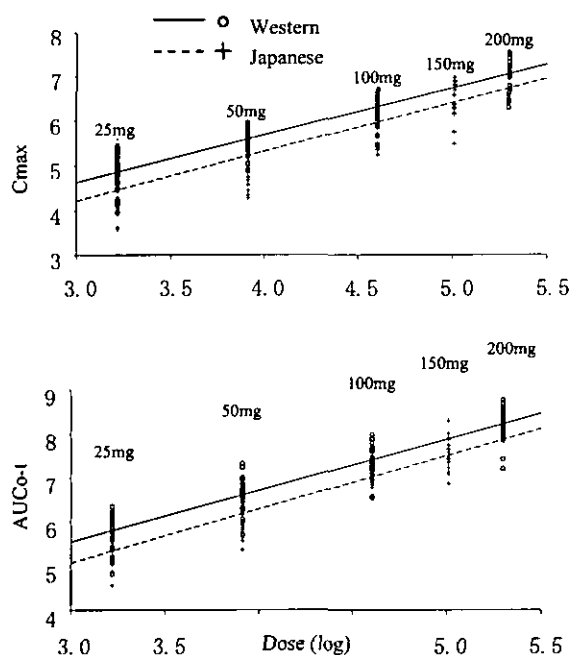 Western
Japanese
200mg
150mg
100mg
50mg
25mg
8
7
6
5
4
3
Cmax
3.0 3.5 4.0 4.5 5.0 5.5
200mg
150mg
100mg
50mg
25mg
9
8
7
6
5
4
AUCo-t
3.0 3.5 Dose (log) 5.0 5.5